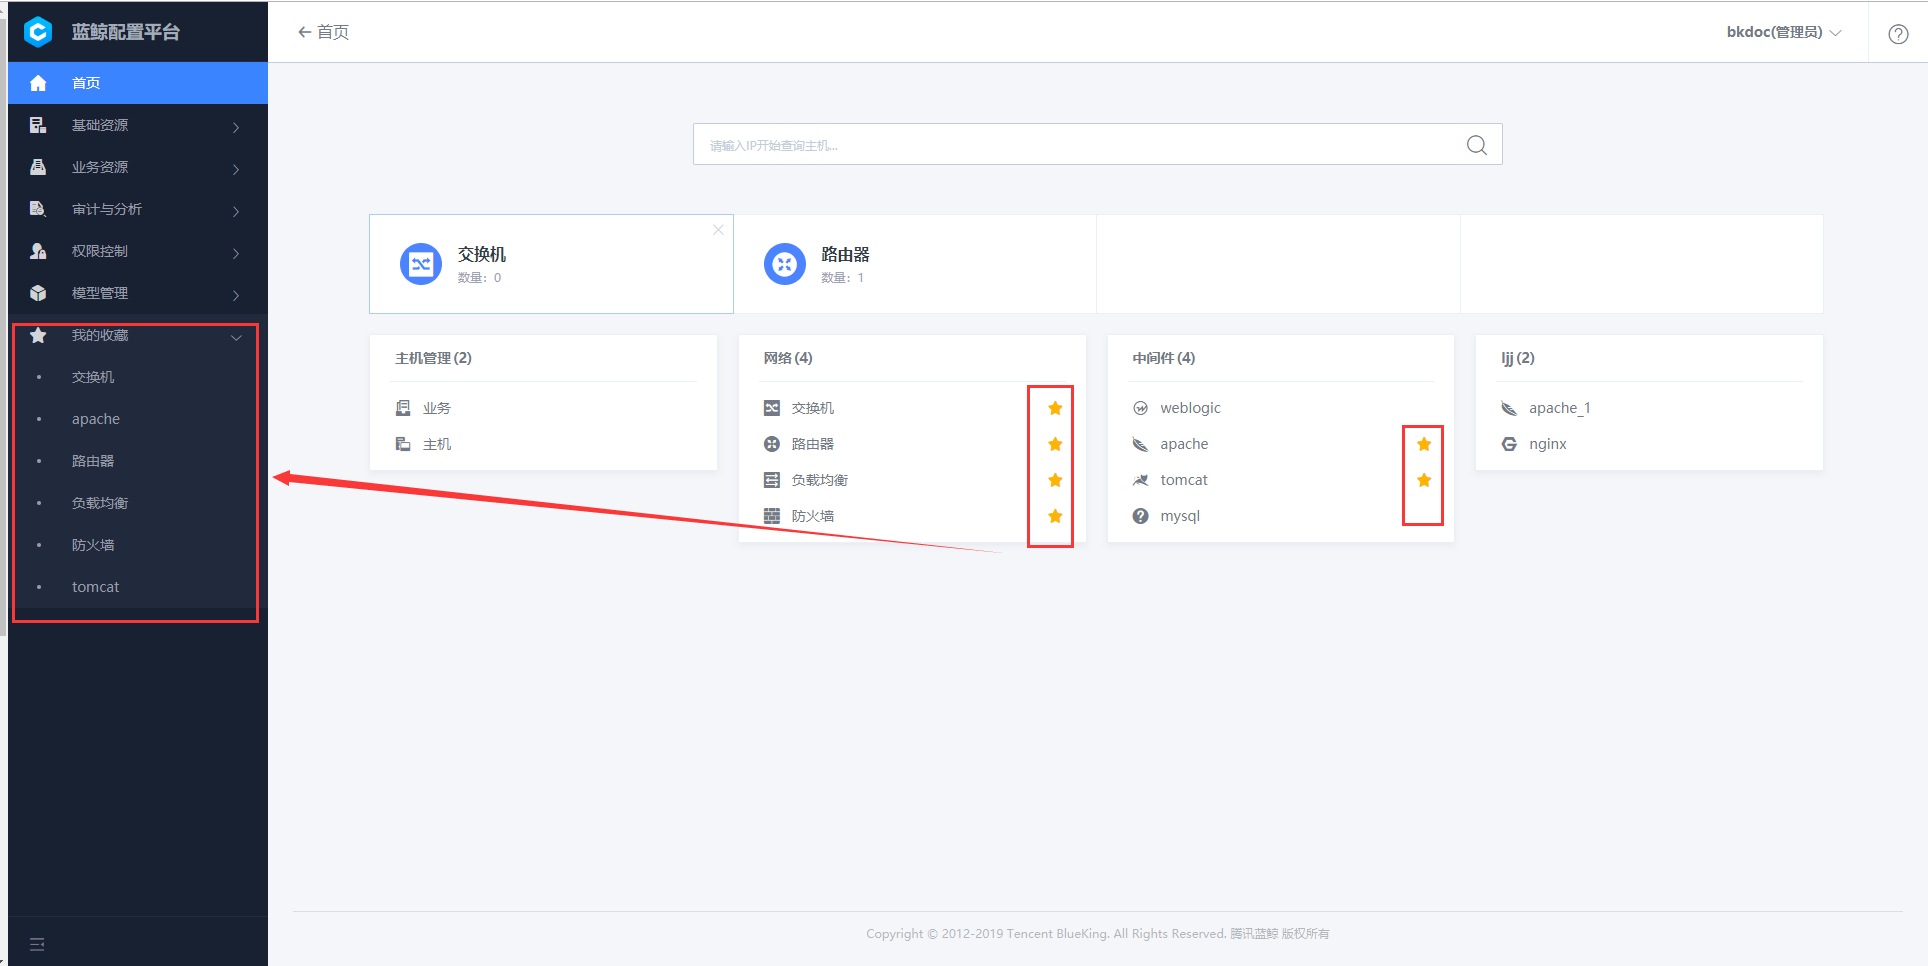 蓝鲸配置平台
首页
基础资源
业务资源
审计与分析
权限控制
模型管理
我的收藏
交换机
apache
路由器
负载均衡
防火墙
tomcat
首页
bkdoc(管理员)
请输入IP开始查询主机...
交换机
数量：0
路由器
数量：1
主机管理 (2)
业务
主机
网络 (4)
交换机
路由器
负载均衡
防火墙
中间件 (4)
weblogic
apache
tomcat
mysql
ljj (2)
apache_1
nginx
Copyright © 2012-2019 Tencent BlueKing. All Rights Reserved. 腾讯蓝鲸 版权所有